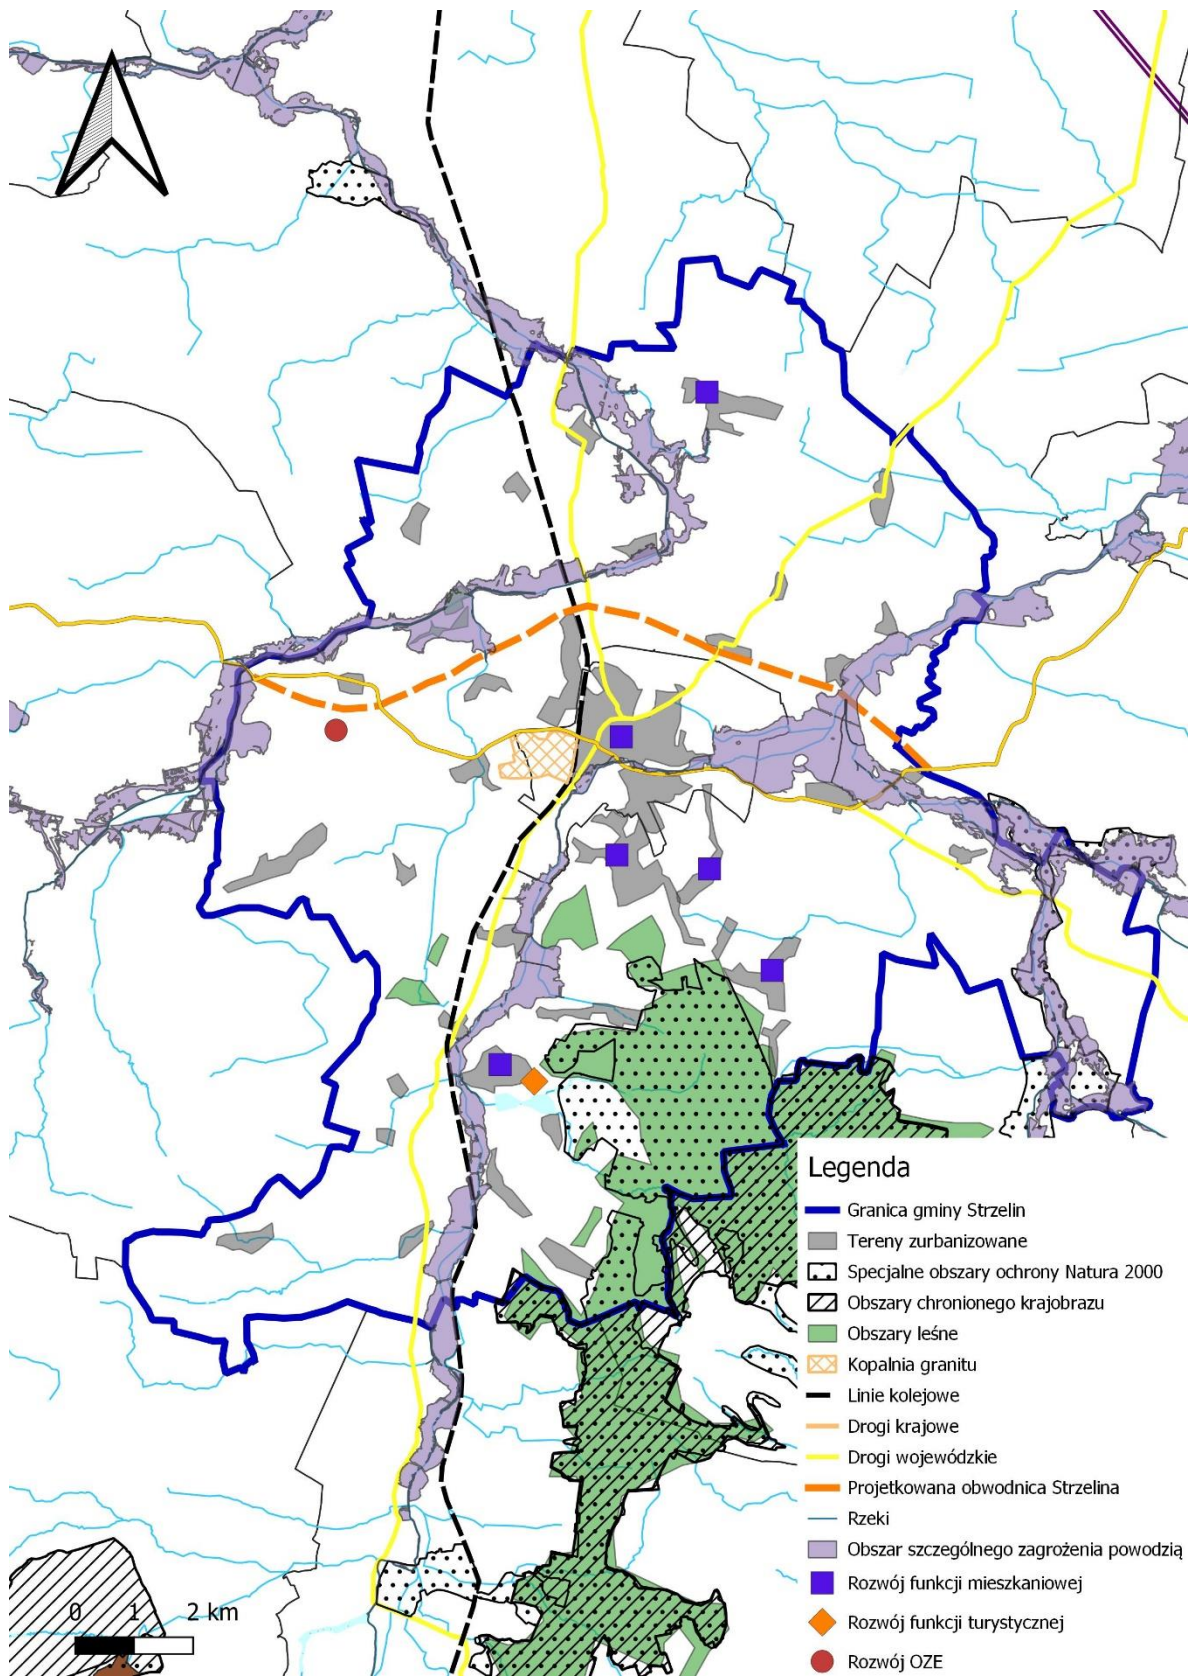 Legenda
Granica gminy Strzelin
Tereny zurbanizowane
Specjalne obszary ochrony Natura 2000
Obszary chronionego krajobrazu
Obszary leśne
Kopalnia granitu
Linie kolejowe
Drogi krajowe
Drogi wojewódzkie
Projetkowana obwodnica Strzelina
Rzeki
Obszar szczególnego zagrożenia powodzią
Rozwój funkcji mieszkaniowej
Rozwój funkcji turystycznej
Rozwój OZE
0 1 2 km